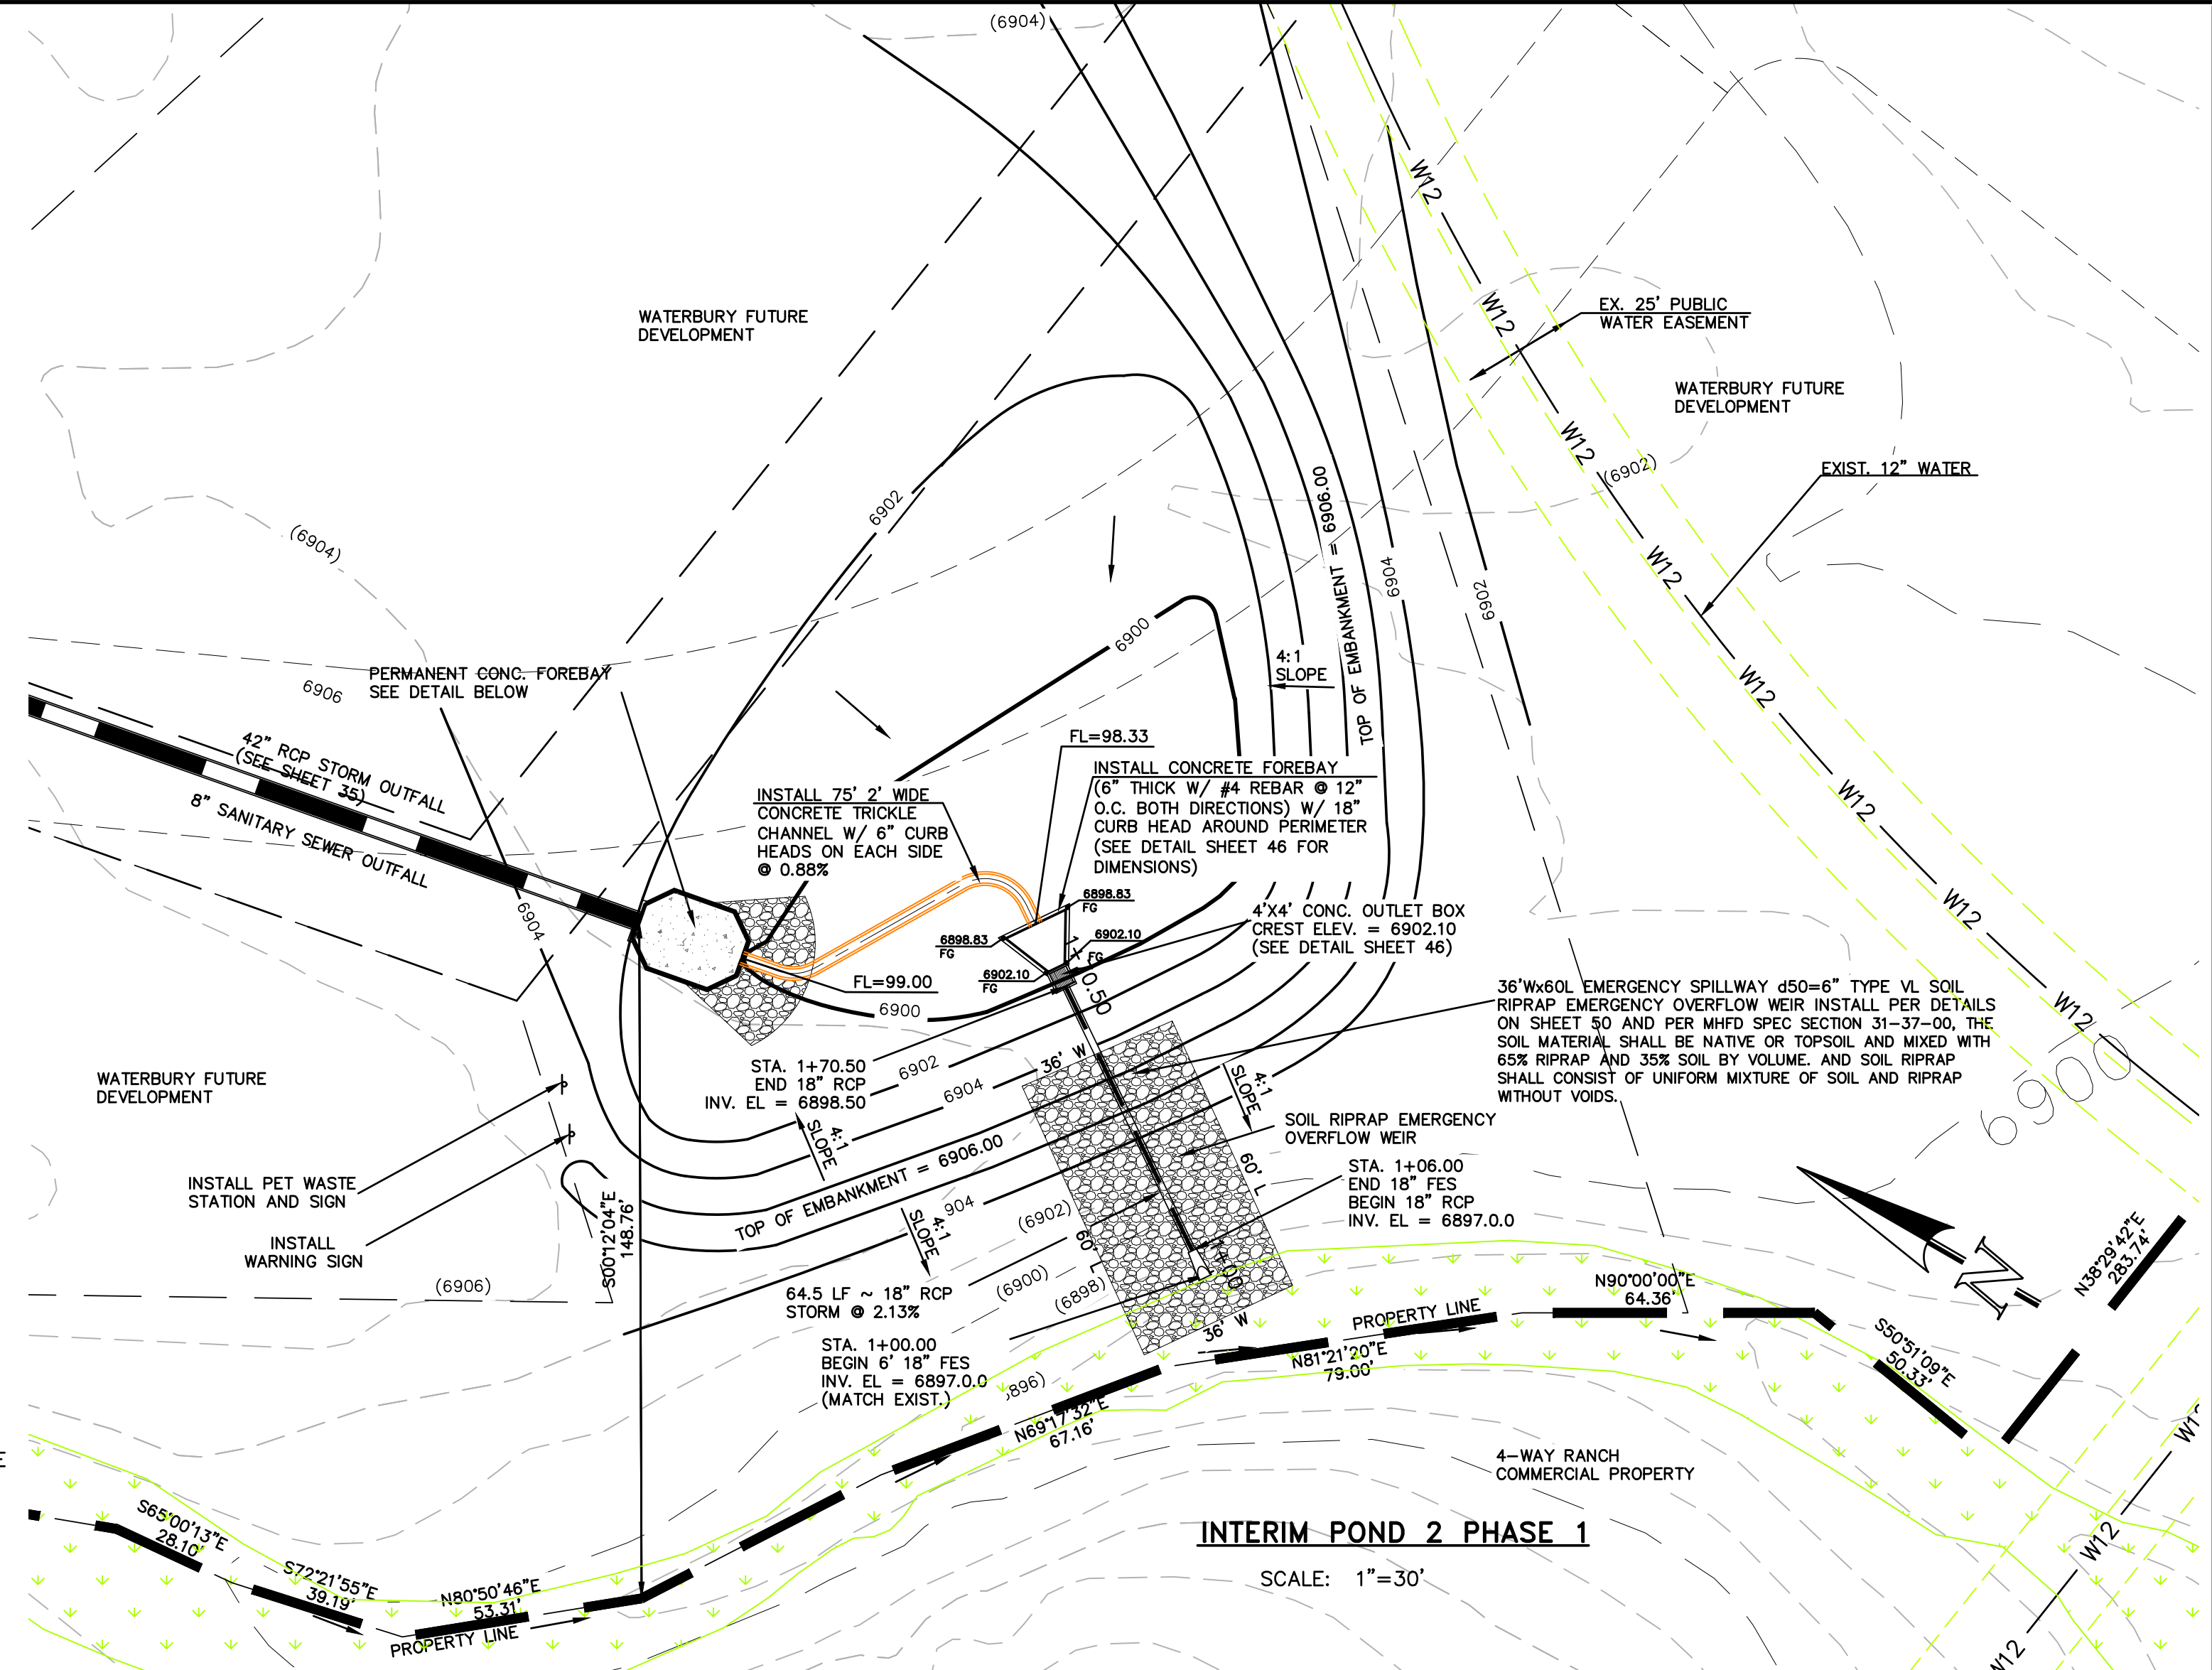 (6904)
WATERBURY FUTURE
DEVELOPMENT
EX. 25' PUBLIC
WATER EASEMENT
WATERBURY FUTURE
DEVELOPMENT
EXIST. 12" WATER
W12
W12
W12
W12
W12
W12
W12
W12
W12
W12
W12
(6902)
6902
(6904)
TOP OF EMBANKMENT = 6906.00
6904
6902
6900
4:1
SLOPE
PERMANENT CONC. FOREBAY
SEE DETAIL BELOW
6906
42" RCP STORM OUTFALL
(SEE SHEET 35)
8" SANITARY SEWER OUTFALL
6904
FL=98.33
INSTALL CONCRETE FOREBAY
(6" THICK W/ #4 REBAR @ 12"
O.C. BOTH DIRECTIONS) W/ 18"
CURB HEAD AROUND PERIMETER
(SEE DETAIL SHEET 46 FOR
DIMENSIONS)
INSTALL 75' 2' WIDE
CONCRETE TRICKLE
CHANNEL W/ 6" CURB
HEADS ON EACH SIDE
@ 0.88%
6898.83
FG
6898.83
FG
6902.10
FG
6902.10
FG
4'X4' CONC. OUTLET BOX
CREST ELEV. = 6902.10
(SEE DETAIL SHEET 46)
FL=99.00
6900
36'Wx60L EMERGENCY SPILLWAY d50=6" TYPE VL SOIL
RIPRAP EMERGENCY OVERFLOW WEIR INSTALL PER DETAILS
ON SHEET 50 AND PER MHFD SPEC SECTION 31-37-00, THE
SOIL MATERIAL SHALL BE NATIVE OR TOPSOIL AND MIXED WITH
65% RIPRAP AND 35% SOIL BY VOLUME. AND SOIL RIPRAP
SHALL CONSIST OF UNIFORM MIXTURE OF SOIL AND RIPRAP
WITHOUT VOIDS.
6900
STA. 1+70.50
END 18" RCP
INV. EL = 6898.50
6902
6904
36' W
4:1
SLOPE
4:1
SLOPE
WATERBURY FUTURE
DEVELOPMENT
SOIL RIPRAP EMERGENCY
OVERFLOW WEIR
60' L
STA. 1+06.00
END 18" FES
BEGIN 18" RCP
INV. EL = 6897.0.0
INSTALL PET WASTE
STATION AND SIGN
INSTALL
WARNING SIGN
TOP OF EMBANKMENT = 6906.00
904
4:1
SLOPE
(6902)
60' L
(6900)
(6898)
1+00
S00°12'04"E
148.76'
(6906)
64.5 LF ~ 18" RCP
STORM @ 2.13%
STA. 1+00.00
BEGIN 6' 18" FES
INV. EL = 6897.0.0
(MATCH EXIST.)
36' W
N
N38°29'42"E
283.74'
N90°00'00"E
64.36'
PROPERTY LINE
N81°21'20"E
79.00'
S50°51'09"E
50.33'
896)
N69°17'32"E
67.16'
4-WAY RANCH
COMMERCIAL PROPERTY
INTERIM POND 2 PHASE 1
SCALE: 1"=30'
S65°00'13"E
28.10'
S72°21'55"E
39.19'
N80°50'46"E
53.31'
PROPERTY LINE
W12
W12
W12
E